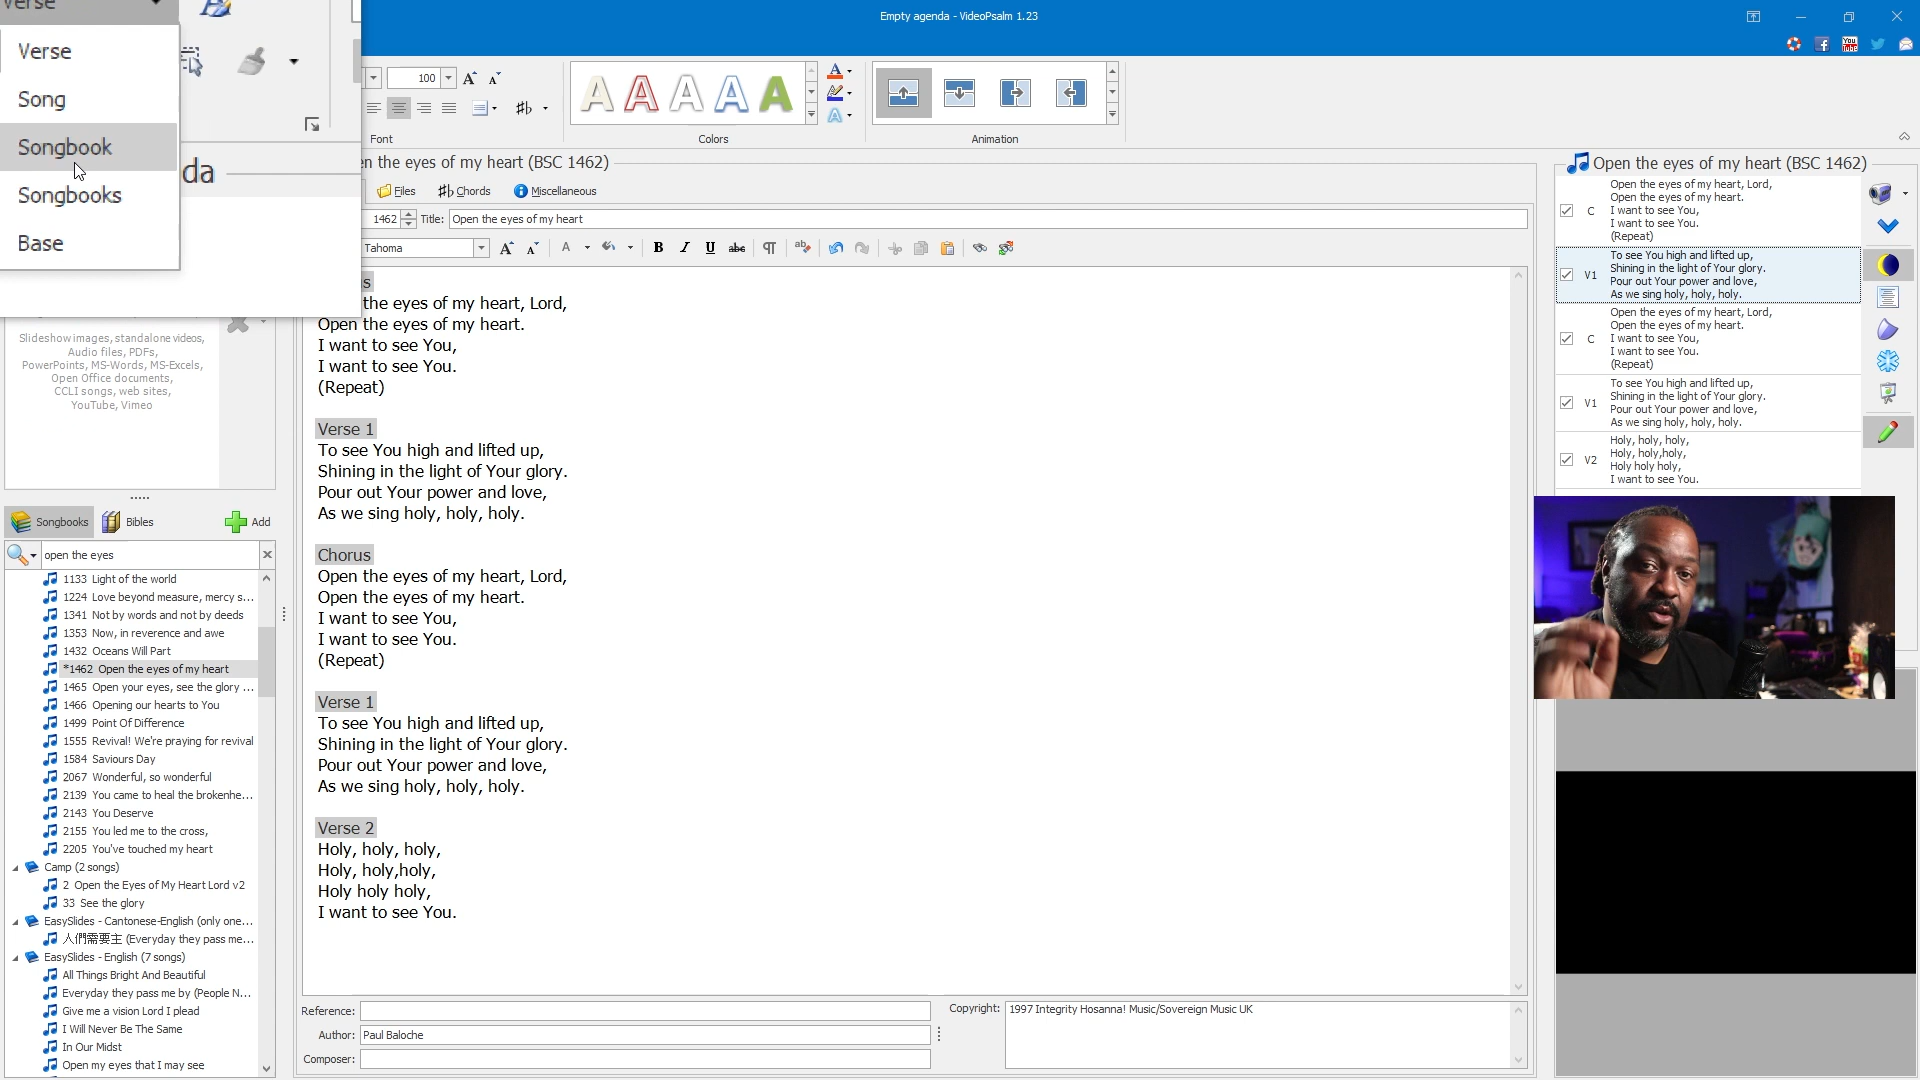 Empty agenda - VideoPsalm 1.23
Verse
Verse
Song
Songbook
Songbooks
Base
da
100
Font
Colors
Animation
en the eyes of my heart (BSC 1462)
Files
Chords
Miscellaneous
1462
Title:
Open the eyes of my heart
Tahoma
s
the eyes of my heart, Lord,
Open the eyes of my heart.
I want to see You,
I want to see You.
(Repeat)
Verse 1
To see You high and lifted up,
Shining in the light of Your glory.
Pour out Your power and love,
As we sing holy, holy, holy.
Chorus
Open the eyes of my heart, Lord,
Open the eyes of my heart.
I want to see You,
I want to see You.
(Repeat)
Verse 1
To see You high and lifted up,
Shining in the light of Your glory.
Pour out Your power and love,
As we sing holy, holy, holy.
Verse 2
Holy, holy, holy,
Holy, holy,holy,
Holy holy holy,
I want to see You.
Reference:
Author:
Paul Baloche
Composer:
Copyright:
1997 Integrity Hosanna! Music/Sovereign Music UK
Slideshow images, standalone videos,
Audio files, PDFs,
PowerPoints, MS-Words, MS-Excels,
Open Office documents,
CCLI songs, web sites,
YouTube, Vimeo
Songbooks
Bibles
Add
open the eyes
1133 Light of the world
1224 Love beyond measure, mercy s...
1341 Not by words and not by deeds
1353 Now, in reverence and awe
1432 Oceans Will Part
*1462 Open the eyes of my heart
1465 Open your eyes, see the glory ...
1466 Opening our hearts to You
1499 Point Of Difference
1555 Revival! We're praying for revival
1584 Saviours Day
2067 Wonderful, so wonderful
2139 You came to heal the brokenhe...
2143 You Deserve
2155 You led me to the cross,
2205 You've touched my heart
Camp (2 songs)
2 Open the Eyes of My Heart Lord v2
33 See the glory
EasySlides - Cantonese-English (only one...
人們需要主 (Everyday they pass me...
EasySlides - English (7 songs)
All Things Bright And Beautiful
Everyday they pass me by (People N...
Give me a vision Lord I plead
I Will Never Be The Same
In Our Midst
Open my eyes that I may see
Open the eyes of my heart (BSC 1462)
C
Open the eyes of my heart, Lord,
Open the eyes of my heart.
I want to see You,
I want to see You.
(Repeat)
V1
To see You high and lifted up,
Shining in the light of Your glory.
Pour out Your power and love,
As we sing holy, holy, holy.
C
Open the eyes of my heart, Lord,
Open the eyes of my heart.
I want to see You,
I want to see You.
(Repeat)
V1
To see You high and lifted up,
Shining in the light of Your glory.
Pour out Your power and love,
As we sing holy, holy, holy.
V2
Holy, holy, holy,
Holy, holy,holy,
Holy holy holy,
I want to see You.